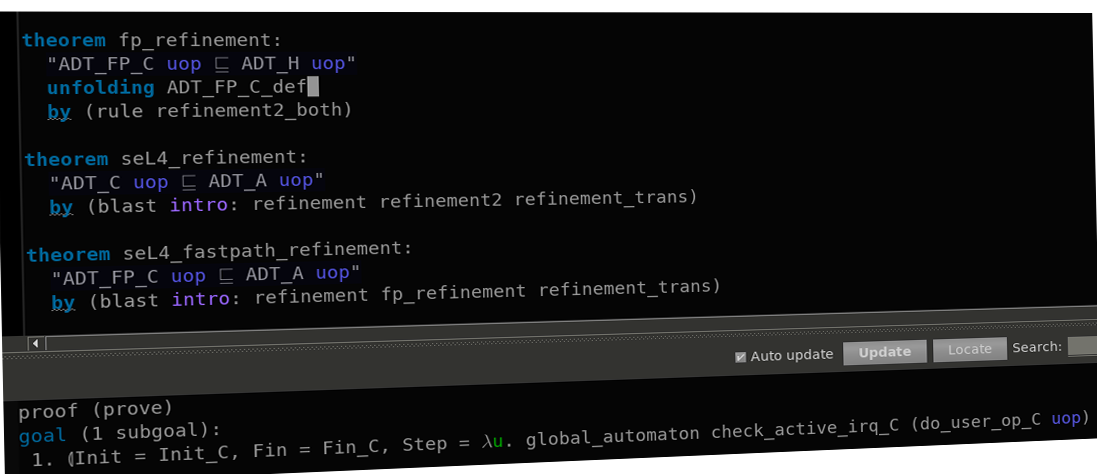 theorem fp_refinement:
"ADT_FP_C uop ⊑ ADT_H uop"
unfolding ADT_FP_C_def
by (rule refinement2_both)
theorem seL4_refinement:
"ADT_C uop ⊑ ADT_A uop"
by (blast intro: refinement refinement2 refinement_trans)
theorem seL4_fastpath_refinement:
"ADT_FP_C uop ⊑ ADT_A uop"
by (blast intro: refinement fp_refinement refinement_trans)
Auto update Update Locate Search:
proof (prove)
goal (1 subgoal):
1. ⦇Init = Init_C, Fin = Fin_C, Step = λu. global_automaton check_active_irq_C (do_user_op_C uop)